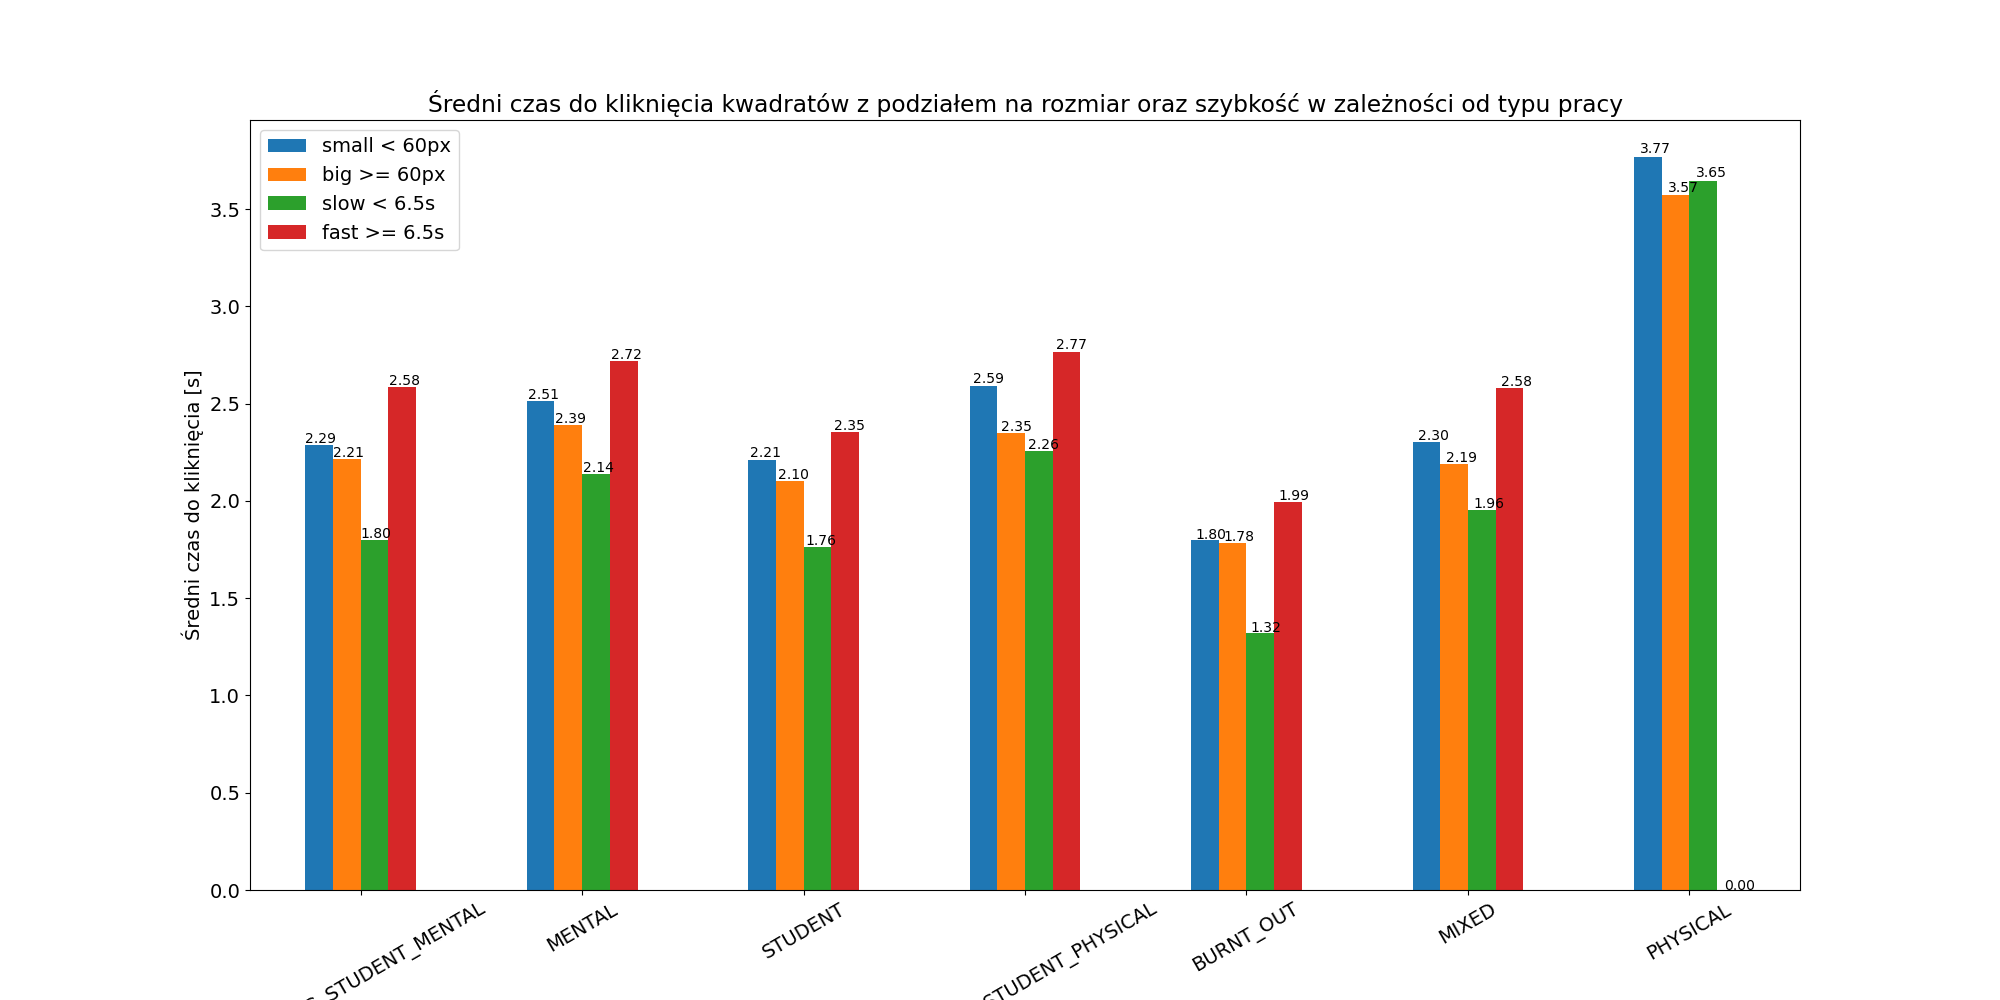 Średni czas do kliknięcia kwadratów z podziałem na rozmiar oraz szybkość w zależności od typu pracy
small < 60px
big >= 60px
slow < 6.5s
fast >= 6.5s
Średni czas do kliknięcia [s]
3.5
3.0
2.5
2.0
1.5
1.0
0.5
0.0
2.29
2.21
1.80
2.58
2.51
2.39
2.14
2.72
2.21
2.10
1.76
2.35
2.59
2.35
2.26
2.77
1.80
1.78
1.32
1.99
2.30
2.19
1.96
2.58
3.77
3.57
3.65
0.00
_STUDENT_MENTAL
MENTAL
STUDENT
STUDENT_PHYSICAL
BURNT_OUT
MIXED
PHYSICAL